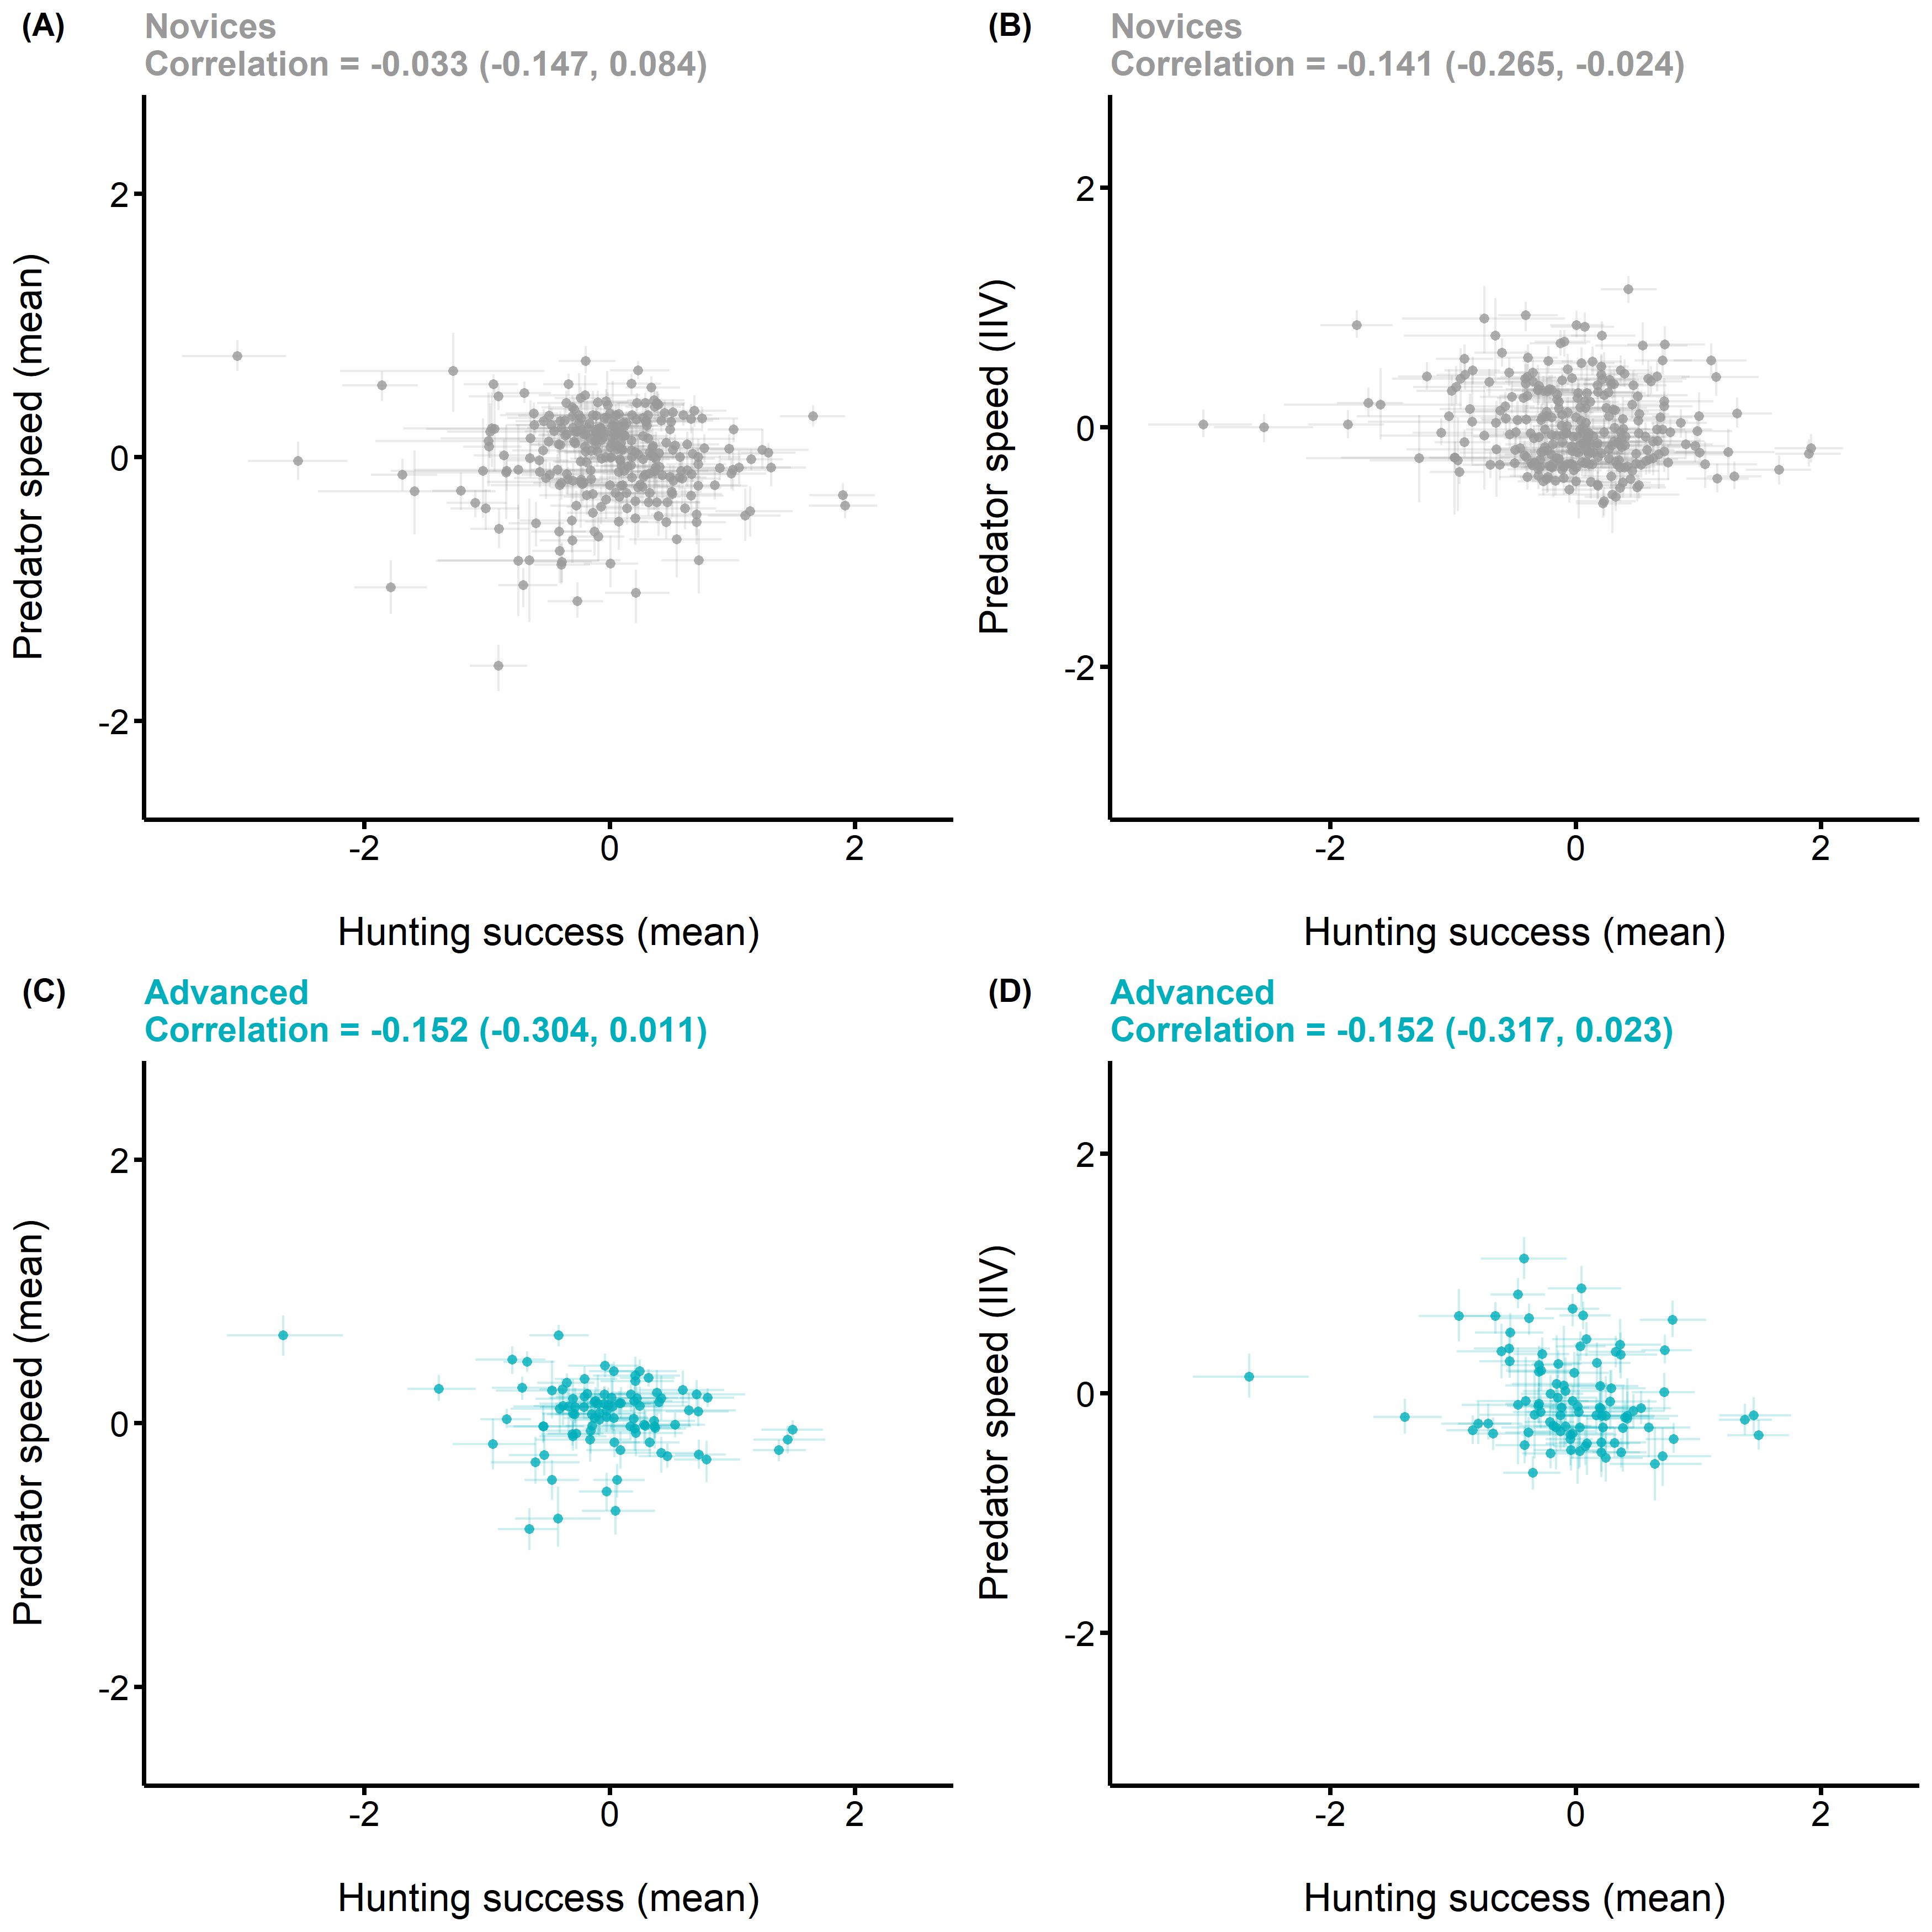 (A)
Novices
Correlation = -0.033 (-0.147, 0.084)
Predator speed (mean)
2
0
-2
-2
0
2
Hunting success (mean)
(B)
Novices
Correlation = -0.141 (-0.265, -0.024)
Predator speed (IIV)
2
0
-2
-2
0
2
Hunting success (mean)
(C)
Advanced
Correlation = -0.152 (-0.304, 0.011)
Predator speed (mean)
2
0
-2
-2
0
2
Hunting success (mean)
(D)
Advanced
Correlation = -0.152 (-0.317, 0.023)
Predator speed (IIV)
2
0
-2
-2
0
2
Hunting success (mean)